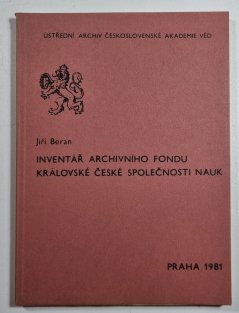 ÚSTŘEDNÍ ARCHIV ČESKOSLOVENSKÉ AKADEMIE VĚD
Jiří Beran
INVENTÁŘ ARCHIVNÍHO FONDU
KRÁLOVSKÉ ČESKÉ SPOLEČNOSTI NAUK
PRAHA 1981